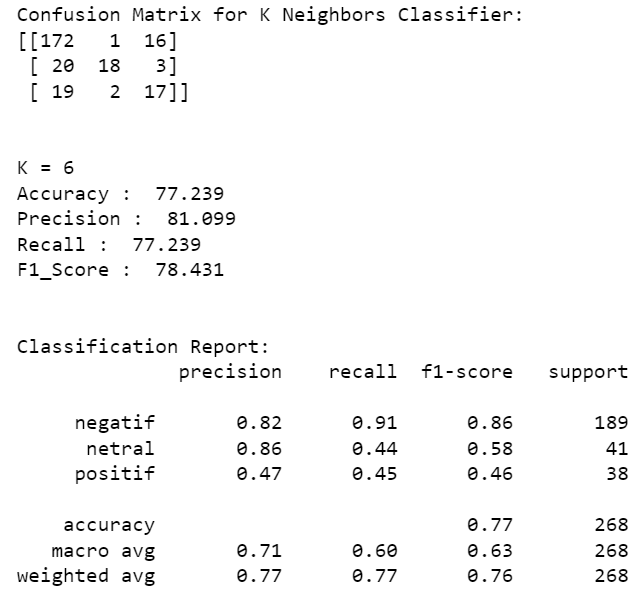 Confusion Matrix for K Neighbors Classifier:
[[172   1  16]
 [ 20  18   3]
 [ 19   2  17]]
K = 6
Accuracy :  77.239
Precision :  81.099
Recall :  77.239
F1_Score :  78.431
Classification Report:
              precision    recall  f1-score   support
     negatif       0.82      0.91      0.86       189
      netral       0.86      0.44      0.58        41
     positif       0.47      0.45      0.46        38
    accuracy                           0.77       268
   macro avg       0.71      0.60      0.63       268
weighted avg       0.77      0.77      0.76       268